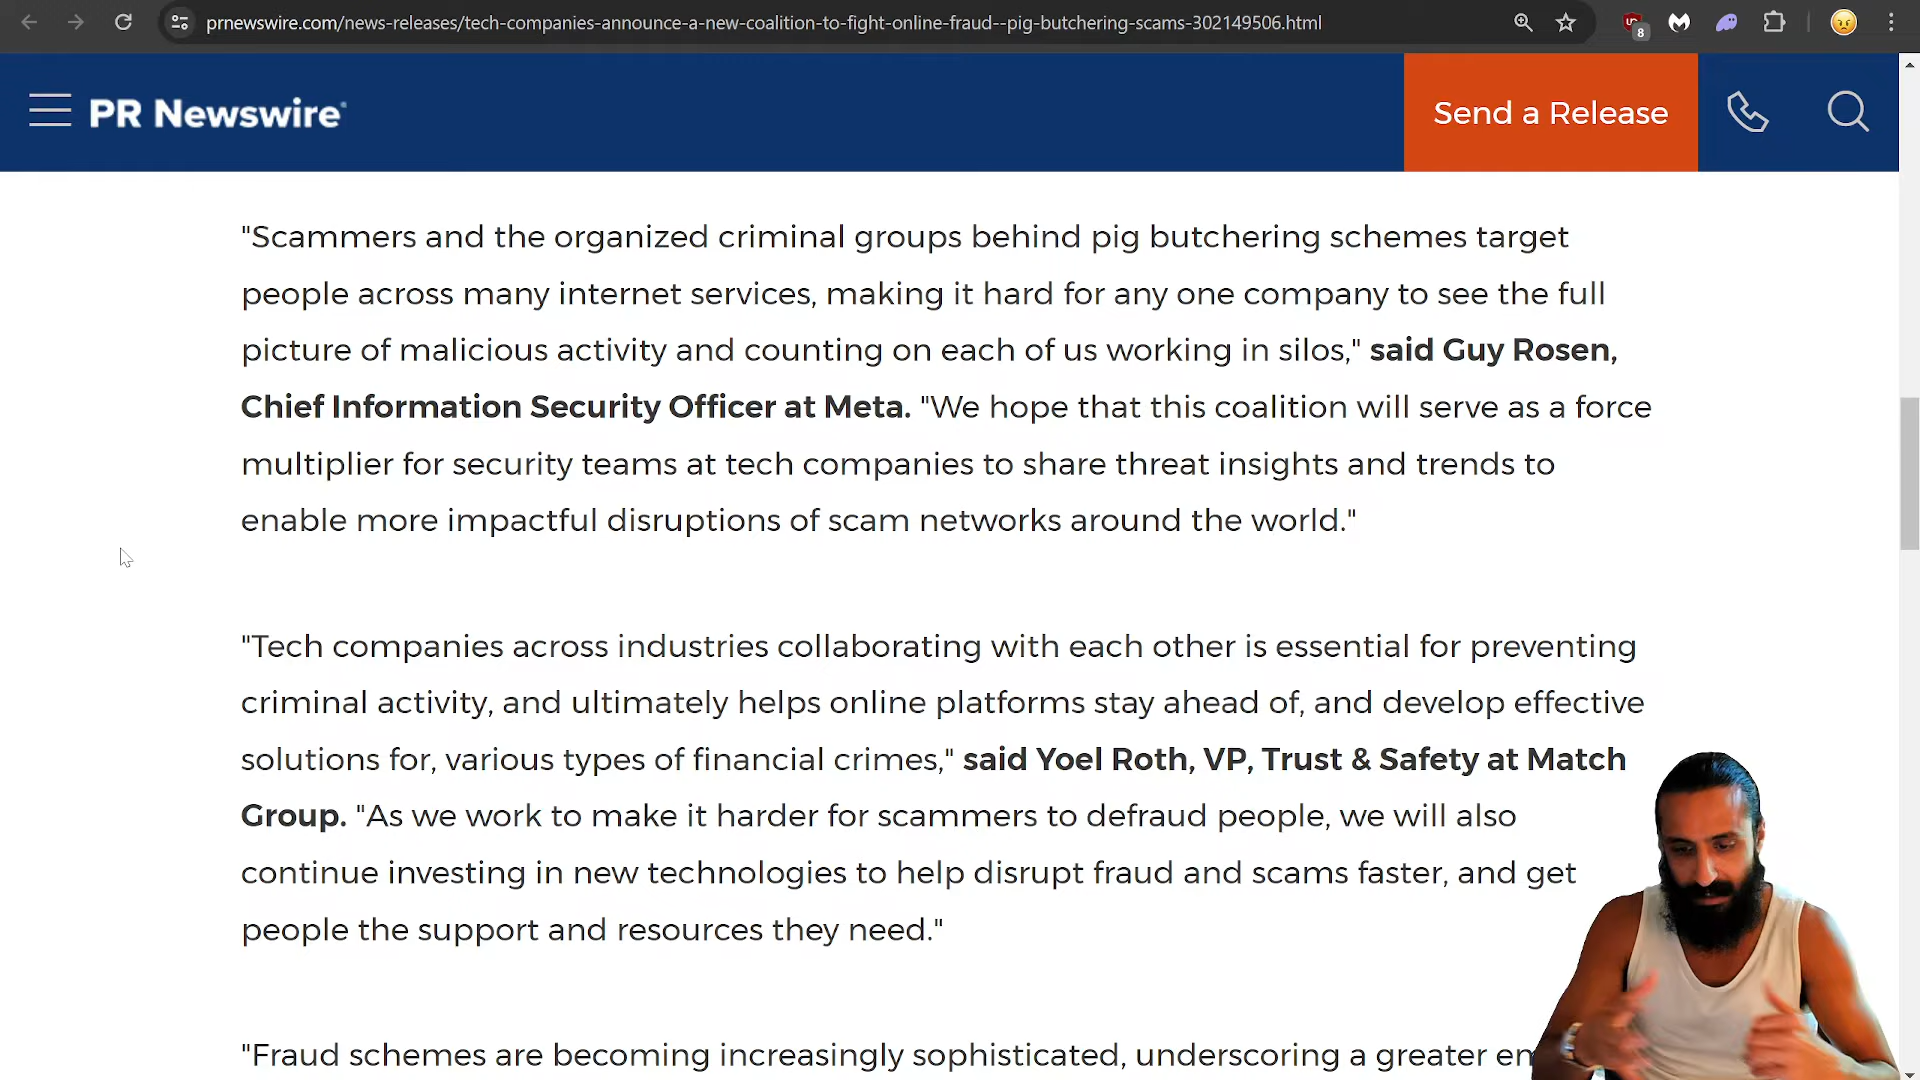 prnewswire.com/news-releases/tech-companies-announce-a-new-coalition-to-fight-online-fraud--pig-butchering-scams-302149506.html
8
PR Newswire
Send a Release
"Scammers and the organized criminal groups behind pig butchering schemes target
people across many internet services, making it hard for any one company to see the full
picture of malicious activity and counting on each of us working in silos," said Guy Rosen,
Chief Information Security Officer at Meta. "We hope that this coalition will serve as a force
multiplier for security teams at tech companies to share threat insights and trends to
enable more impactful disruptions of scam networks around the world."
"Tech companies across industries collaborating with each other is essential for preventing
criminal activity, and ultimately helps online platforms stay ahead of, and develop effective
solutions for, various types of financial crimes," said Yoel Roth, VP, Trust & Safety at Match
Group. "As we work to make it harder for scammers to defraud people, we will also
continue investing in new technologies to help disrupt fraud and scams faster, and get
people the support and resources they need."
"Fraud schemes are becoming increasingly sophisticated, underscoring a greater